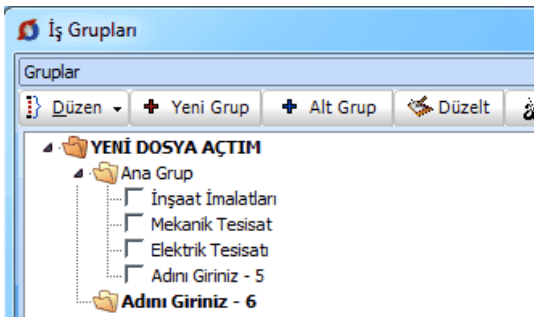 İş Grupları
Gruplar
Düzen Yeni Grup Alt Grup Düzelt
YENİ DOSYA AÇTIM
Ana Grup
İnşaat İmalatları
Mekanik Tesisat
Elektrik Tesisatı
Adını Giriniz - 5
Adını Giriniz - 6